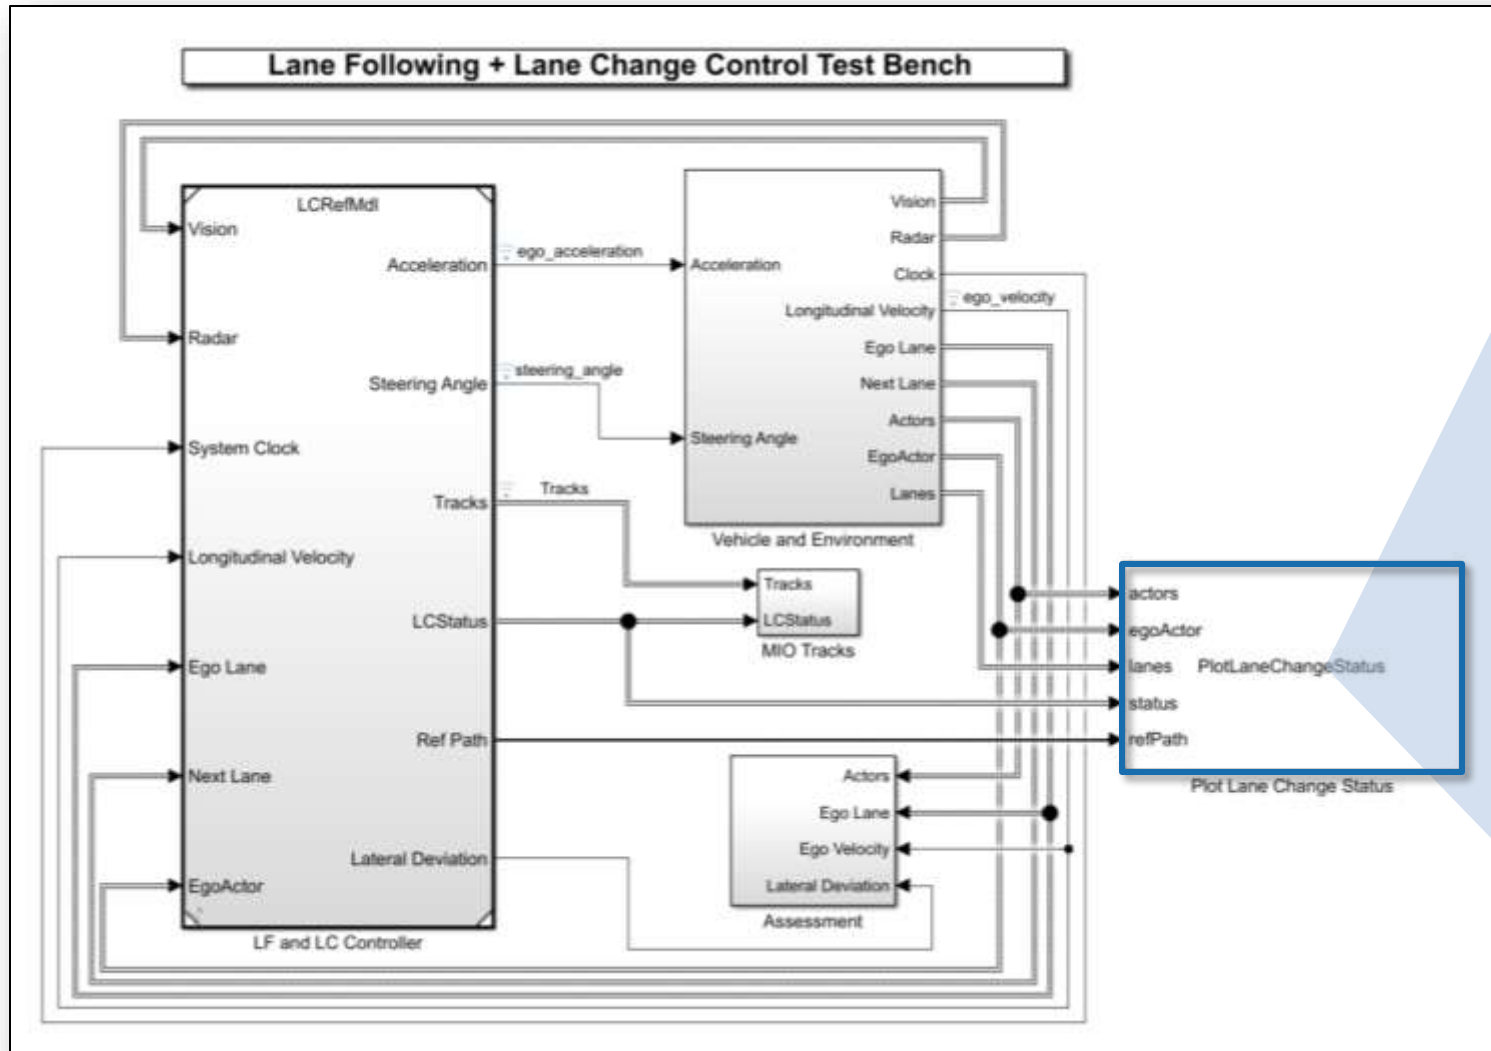 Lane Following + Lane Change Control Test Bench
LCRefMdl
Vision
Radar
System Clock
Longitudinal Velocity
Ego Lane
Next Lane
EgoActor
Acceleration
Steering Angle
Tracks
LCStatus
Ref Path
Lateral Deviation
LF and LC Controller
ego_acceleration
steering_angle
Tracks
Acceleration
Steering Angle
Vision
Radar
Clock
Longitudinal Velocity
Ego Lane
Next Lane
Actors
EgoActor
Lanes
Vehicle and Environment
ego_velocity
Tracks
LCStatus
MIO Tracks
Actors
Ego Lane
Ego Velocity
Lateral Deviation
Assessment
actors
egoActor
lanes PlotLaneChangeStatus
status
refPath
Plot Lane Change Status